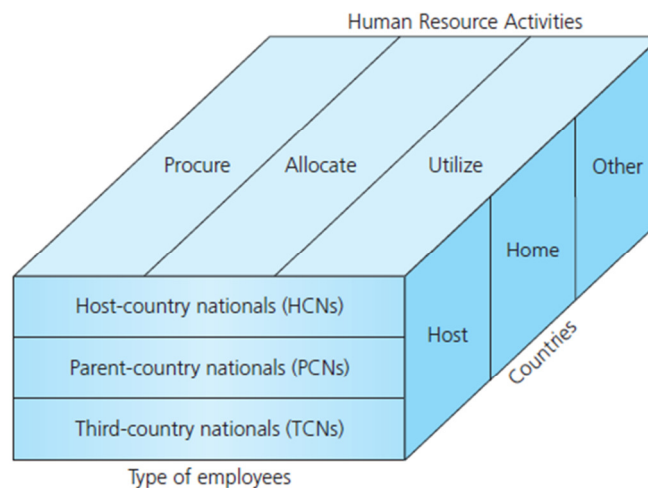 Human Resource Activities
Procure
Allocate
Utilize
Other
Home
Host
Host-country nationals (HCNs)
Parent-country nationals (PCNs)
Third-country nationals (TCNs)
Countries
Type of employees